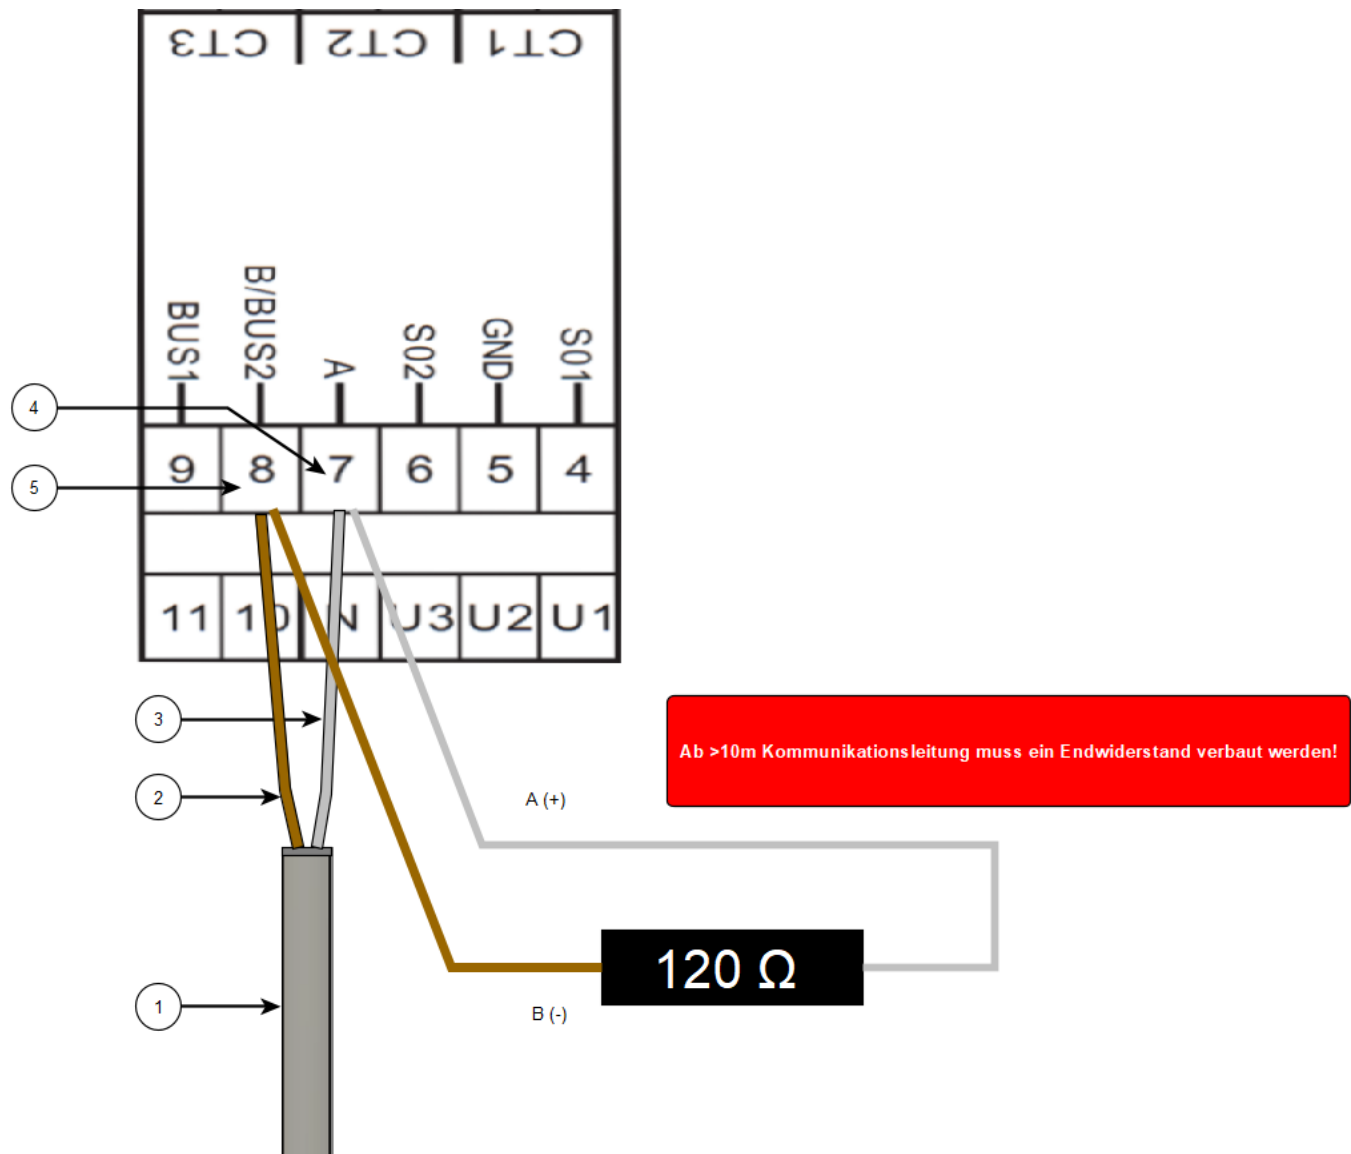 CT3 CT2 CT1
BUS1 B/BUS2 A S02 GND S01
4
9 8 7 6 5 4
5
11 10 N U3 U2 U1
3
Ab >10m Kommunikationsleitung muss ein Endwiderstand verbaut werden!
2
A (+)
120 Ω
1
B (-)